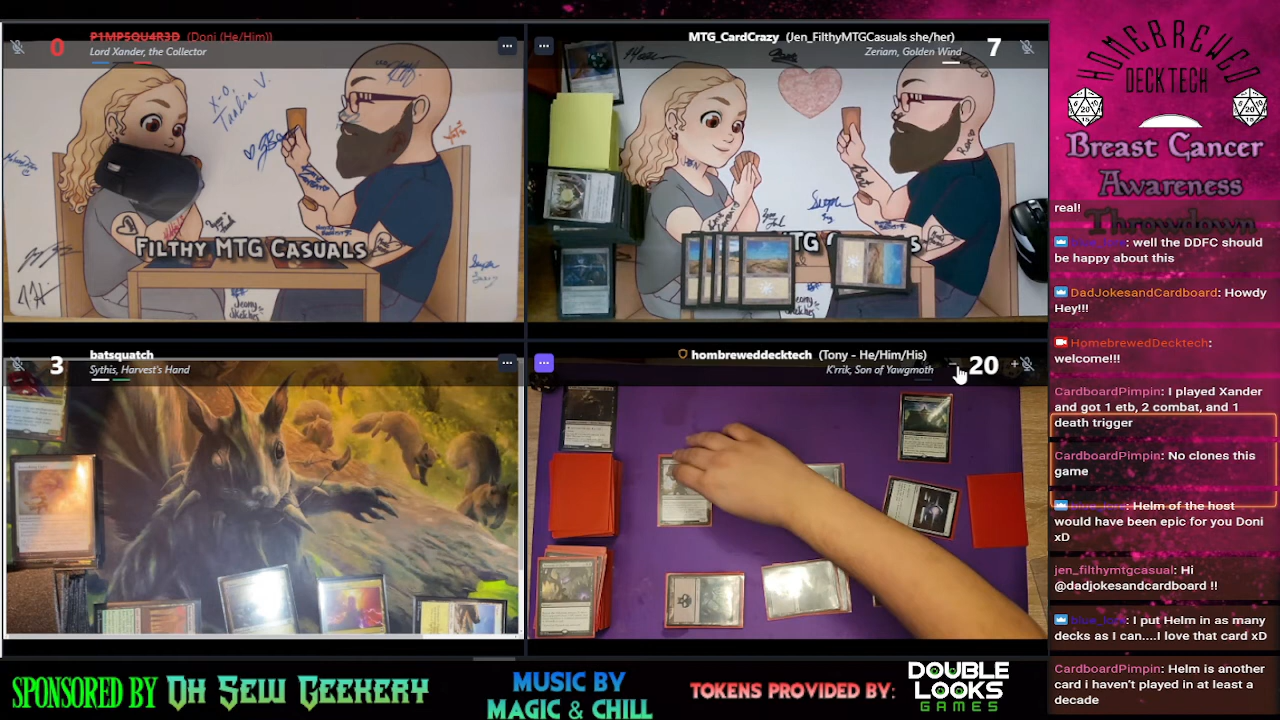 0
P1MP5QU4R3D (Doni (He/Him))
Lord Xander, the Collector
X-O,
FILTHY MTG CASUALS
MTG_CardCrazy (Jen_FilthyMTGCasuals she/her)
Zeriam, Golden Wind
7
3
batsquatch
Sythis, Harvest's Hand
hombreweddecktech (Tony - He/Him/His)
K'rrik, Son of Yawgmoth
20
HOMEBREWED
DECK TECH
Breast Cancer
Awareness
Throwdown
real!
: well the DDFC should
be happy about this
DadJokesandCardboard: Howdy
Hey!!!
HomebrewedDecktech:
welcome!!!
CardboardPimpin: I played Xander
and got 1 etb, 2 combat, and 1
death trigger
CardboardPimpin: No clones this
game
: Helm of the host
would have been epic for you Doni
xD
jen_filthymtgcasual: Hi
@dadjokesandcardboard !!
: I put Helm in as many
decks as I can....I love that card xD
CardboardPimpin: Helm is another
card i haven't played in at least a
decade
SPONSORED BY OH SEW GEEKERY
MUSIC BY
MAGIC & CHILL
TOKENS PROVIDED BY:
DOUBLE
LOOKS
GAMES